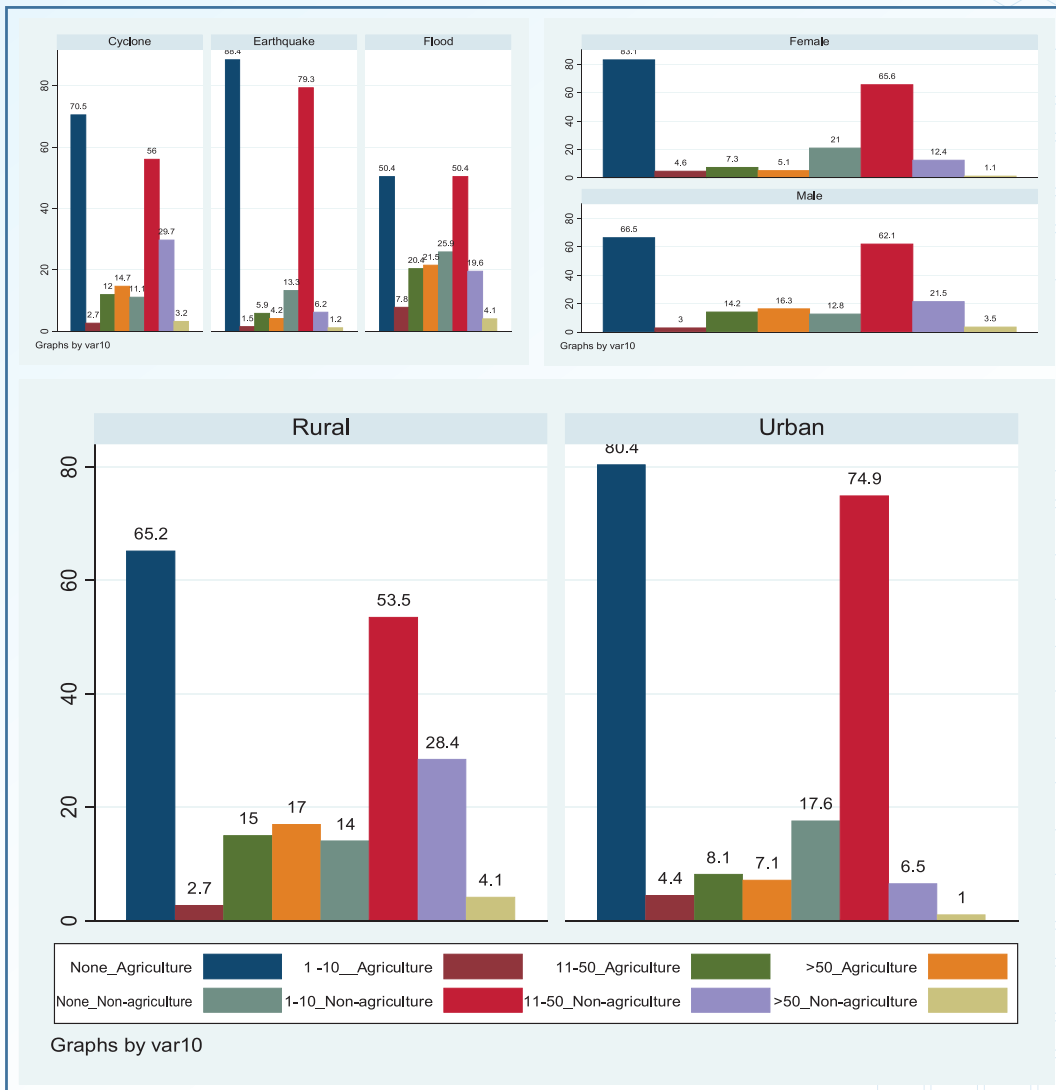 Cyclone Earthquake Flood
80
60
40
20
0
70.5 2.7 12 14.7 11.1 56 29.7 3.2
88.4 1.5 5.9 4.2 13.3 79.3 6.2 1.2
50.4 7.8 20.4 21.5 25.9 50.4 19.6 4.1
Graphs by var10
Female
80
60
40
20
0
83.1 4.6 7.3 5.1 21 65.6 12.4 1.1
Male
80
60
40
20
0
66.5 3 14.2 16.3 12.8 62.1 21.5 3.5
Graphs by var10
Rural Urban
80
60
40
20
0
65.2 2.7 15 17 14 53.5 28.4 4.1
80.4 4.4 8.1 7.1 17.6 74.9 6.5 1
None_Agriculture 1 -10__Agriculture 11-50_Agriculture >50_Agriculture
None_Non-agriculture 1-10_Non-agriculture 11-50_Non-agriculture >50_Non-agriculture
Graphs by var10